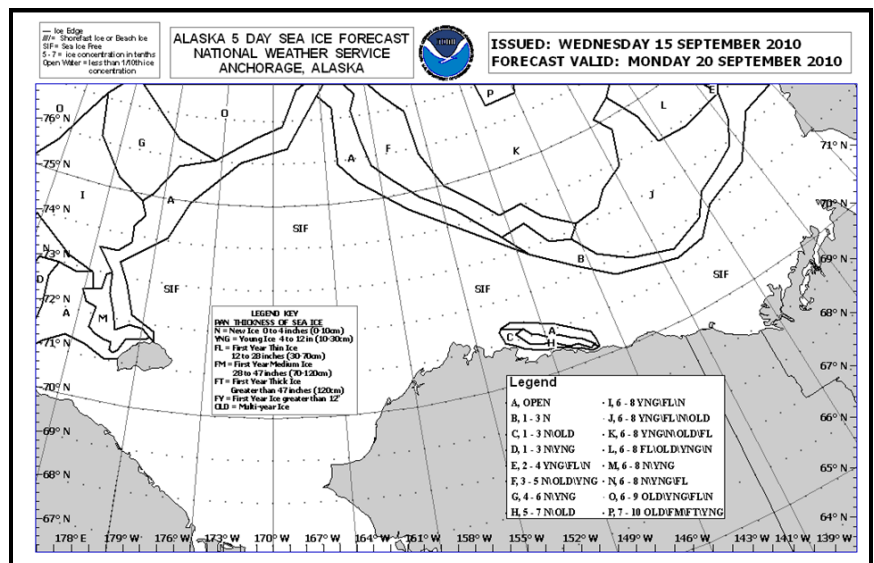 — Ice Edge
///= Shorefast Ice or Beach Ice
SIF= Sea Ice Free
5 - 7 = ice concentration in tenths
Open Water = less than 1/10th ice
concentration
ALASKA 5 DAY SEA ICE FORECAST
NATIONAL WEATHER SERVICE
ANCHORAGE, ALASKA
ISSUED: WEDNESDAY 15 SEPTEMBER 2010
FORECAST VALID: MONDAY 20 SEPTEMBER 2010
O
76° N
G
O
P
L
E
75° N
A
F
K
71° N
I
A
J
74° N
SIF
70° N
73° N
N
B
69° N
D
SIF
SIF
SIF
72° N
A
M
68° N
71° N
A
C
H
67° N
70° N
66° N
69° N
65° N
68° N
64° N
67° N
LEGEND KEY
PAN THICKNESS OF SEA ICE
N = New Ice 0 to 4 inches (0-10cm)
YNG = Young Ice 4 to 12 in (10-30cm)
FL = First Year Thin Ice
12 to 28 inches (30-70cm)
FM = First Year Medium Ice
28 to 47 inches (70-120cm)
FT = First Year Thick Ice
Greater than 47 inches (120cm)
FY = First Year Ice greater than 12"
OLD = Multi-year Ice
Legend
A, OPEN
B, 1 - 3 N
C, 1 - 3 N\OLD
D, 1 - 3 N\YNG
E, 2 - 4 YNG\FL\N
F, 3 - 5 N\OLD\YNG
G, 4 - 6 N\YNG
H, 5 - 7 N\OLD
I, 6 - 8 YNG\FL\N
J, 6 - 8 YNG\FL\N\OLD
K, 6 - 8 YNG\N\OLD\FL
L, 6 - 8 FL\OLD\YNG\N
M, 6 - 8 N\YNG
N, 6 - 8 N\YNG\FL
O, 6 - 9 OLD\YNG\FL\N
P, 7 - 10 OLD\FM\FT\YNG
178° E 179° W 176° W 173° W 170° W 167° W 164° W 161° W 158° W 155° W 152° W 149° W 146° W 143° W 141° W 139° W